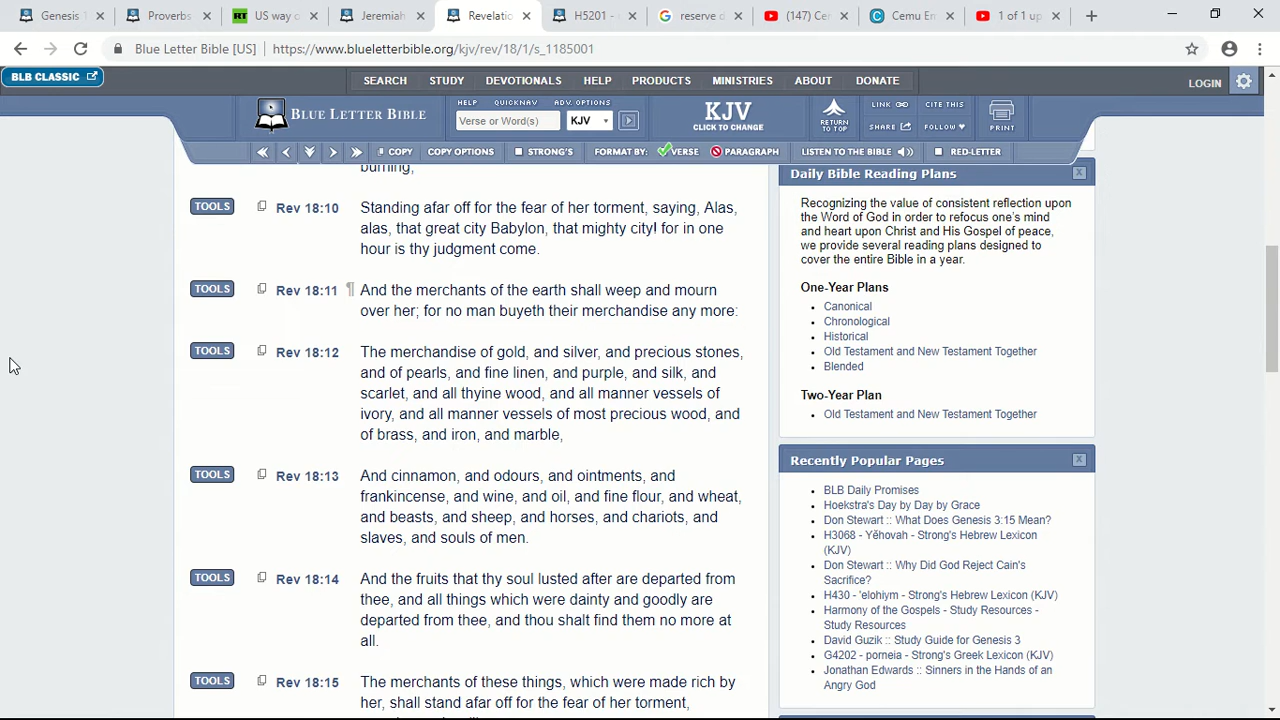 Genesis 1
Proverbs
US way o
Jeremiah
Revelatio
H5201 -
reserve d
(147) Ce
Cemu En
1 of 1 up
Blue Letter Bible [US]
https://www.blueletterbible.org/kjv/rev/18/1/s_1185001
BLB CLASSIC
SEARCH STUDY DEVOTIONALS HELP PRODUCTS MINISTRIES ABOUT DONATE
LOGIN
BLUE LETTER BIBLE
HELP QUICKNAV ADV. OPTIONS
Verse or Word(s)
KJV
KJV
CLICK TO CHANGE
RETURN
TO TOP
LINK
CITE THIS
SHARE
FOLLOW
PRINT
COPY COPY OPTIONS STRONG'S FORMAT BY: VERSE PARAGRAPH LISTEN TO THE BIBLE RED-LETTER
burning,
TOOLS Rev 18:10 Standing afar off for the fear of her torment, saying, Alas,
alas, that great city Babylon, that mighty city! for in one
hour is thy judgment come.
TOOLS Rev 18:11 ¶ And the merchants of the earth shall weep and mourn
over her; for no man buyeth their merchandise any more:
TOOLS Rev 18:12 The merchandise of gold, and silver, and precious stones,
and of pearls, and fine linen, and purple, and silk, and
scarlet, and all thyine wood, and all manner vessels of
ivory, and all manner vessels of most precious wood, and
of brass, and iron, and marble,
TOOLS Rev 18:13 And cinnamon, and odours, and ointments, and
frankincense, and wine, and oil, and fine flour, and wheat,
and beasts, and sheep, and horses, and chariots, and
slaves, and souls of men.
TOOLS Rev 18:14 And the fruits that thy soul lusted after are departed from
thee, and all things which were dainty and goodly are
departed from thee, and thou shalt find them no more at
all.
TOOLS Rev 18:15 The merchants of these things, which were made rich by
her, shall stand afar off for the fear of her torment,
Daily Bible Reading Plans
Recognizing the value of consistent reflection upon
the Word of God in order to refocus one's mind
and heart upon Christ and His Gospel of peace,
we provide several reading plans designed to
cover the entire Bible in a year.
One-Year Plans
Canonical
Chronological
Historical
Old Testament and New Testament Together
Blended
Two-Year Plan
Old Testament and New Testament Together
Recently Popular Pages
BLB Daily Promises
Hoekstra's Day by Day by Grace
Don Stewart :: What Does Genesis 3:15 Mean?
H3068 - Yĕhovah - Strong's Hebrew Lexicon
(KJV)
Don Stewart :: Why Did God Reject Cain's
Sacrifice?
H430 - 'elohiym - Strong's Hebrew Lexicon (KJV)
Harmony of the Gospels - Study Resources -
Study Resources
David Guzik :: Study Guide for Genesis 3
G4202 - porneia - Strong's Greek Lexicon (KJV)
Jonathan Edwards :: Sinners in the Hands of an
Angry God